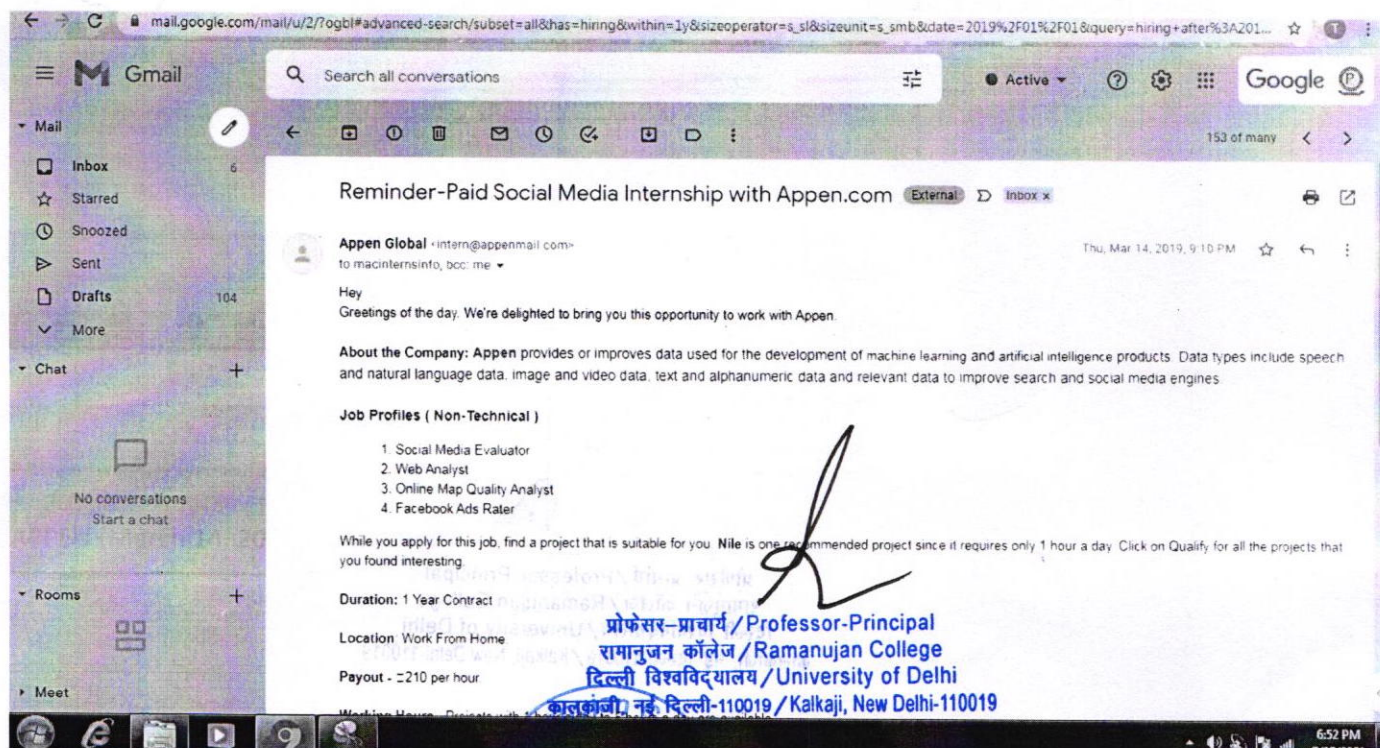 mail.google.com/mail/u/2/?ogbl#advanced-search/subset=all&has=hiring&within=1y&sizeoperator=s_sl&sizeunit=s_smb&date=2019%2F01%2F01&query=hiring+after%3A201...
Gmail
Search all conversations
Active
Google
Mail
153 of many
Inbox 6
Starred
Snoozed
Sent
Drafts 104
More
Chat
No conversations
Start a chat
Rooms
Meet
Reminder-Paid Social Media Internship with Appen.com External Inbox x
Appen Global <intern@appenmail.com>
Thu, Mar 14, 2019, 9:10 PM
to macinternsinfo, bcc: me
Hey
Greetings of the day. We're delighted to bring you this opportunity to work with Appen.
About the Company: Appen provides or improves data used for the development of machine learning and artificial intelligence products. Data types include speech
and natural language data, image and video data, text and alphanumeric data and relevant data to improve search and social media engines
Job Profiles ( Non-Technical )
1. Social Media Evaluator
2. Web Analyst
3. Online Map Quality Analyst
4. Facebook Ads Rater
While you apply for this job, find a project that is suitable for you. Nile is one recommended project since it requires only 1 hour a day. Click on Qualify for all the projects that
you found interesting.
Duration: 1 Year Contract
Location: Work From Home
Payout - 210 per hour
प्रोफेसर–प्राचार्य/Professor-Principal
रामानुजन कॉलेज/Ramanujan College
दिल्ली विश्वविद्यालय/University of Delhi
कालकाजी नई दिल्ली-110019/Kalkaji, New Delhi-110019
6:52 PM